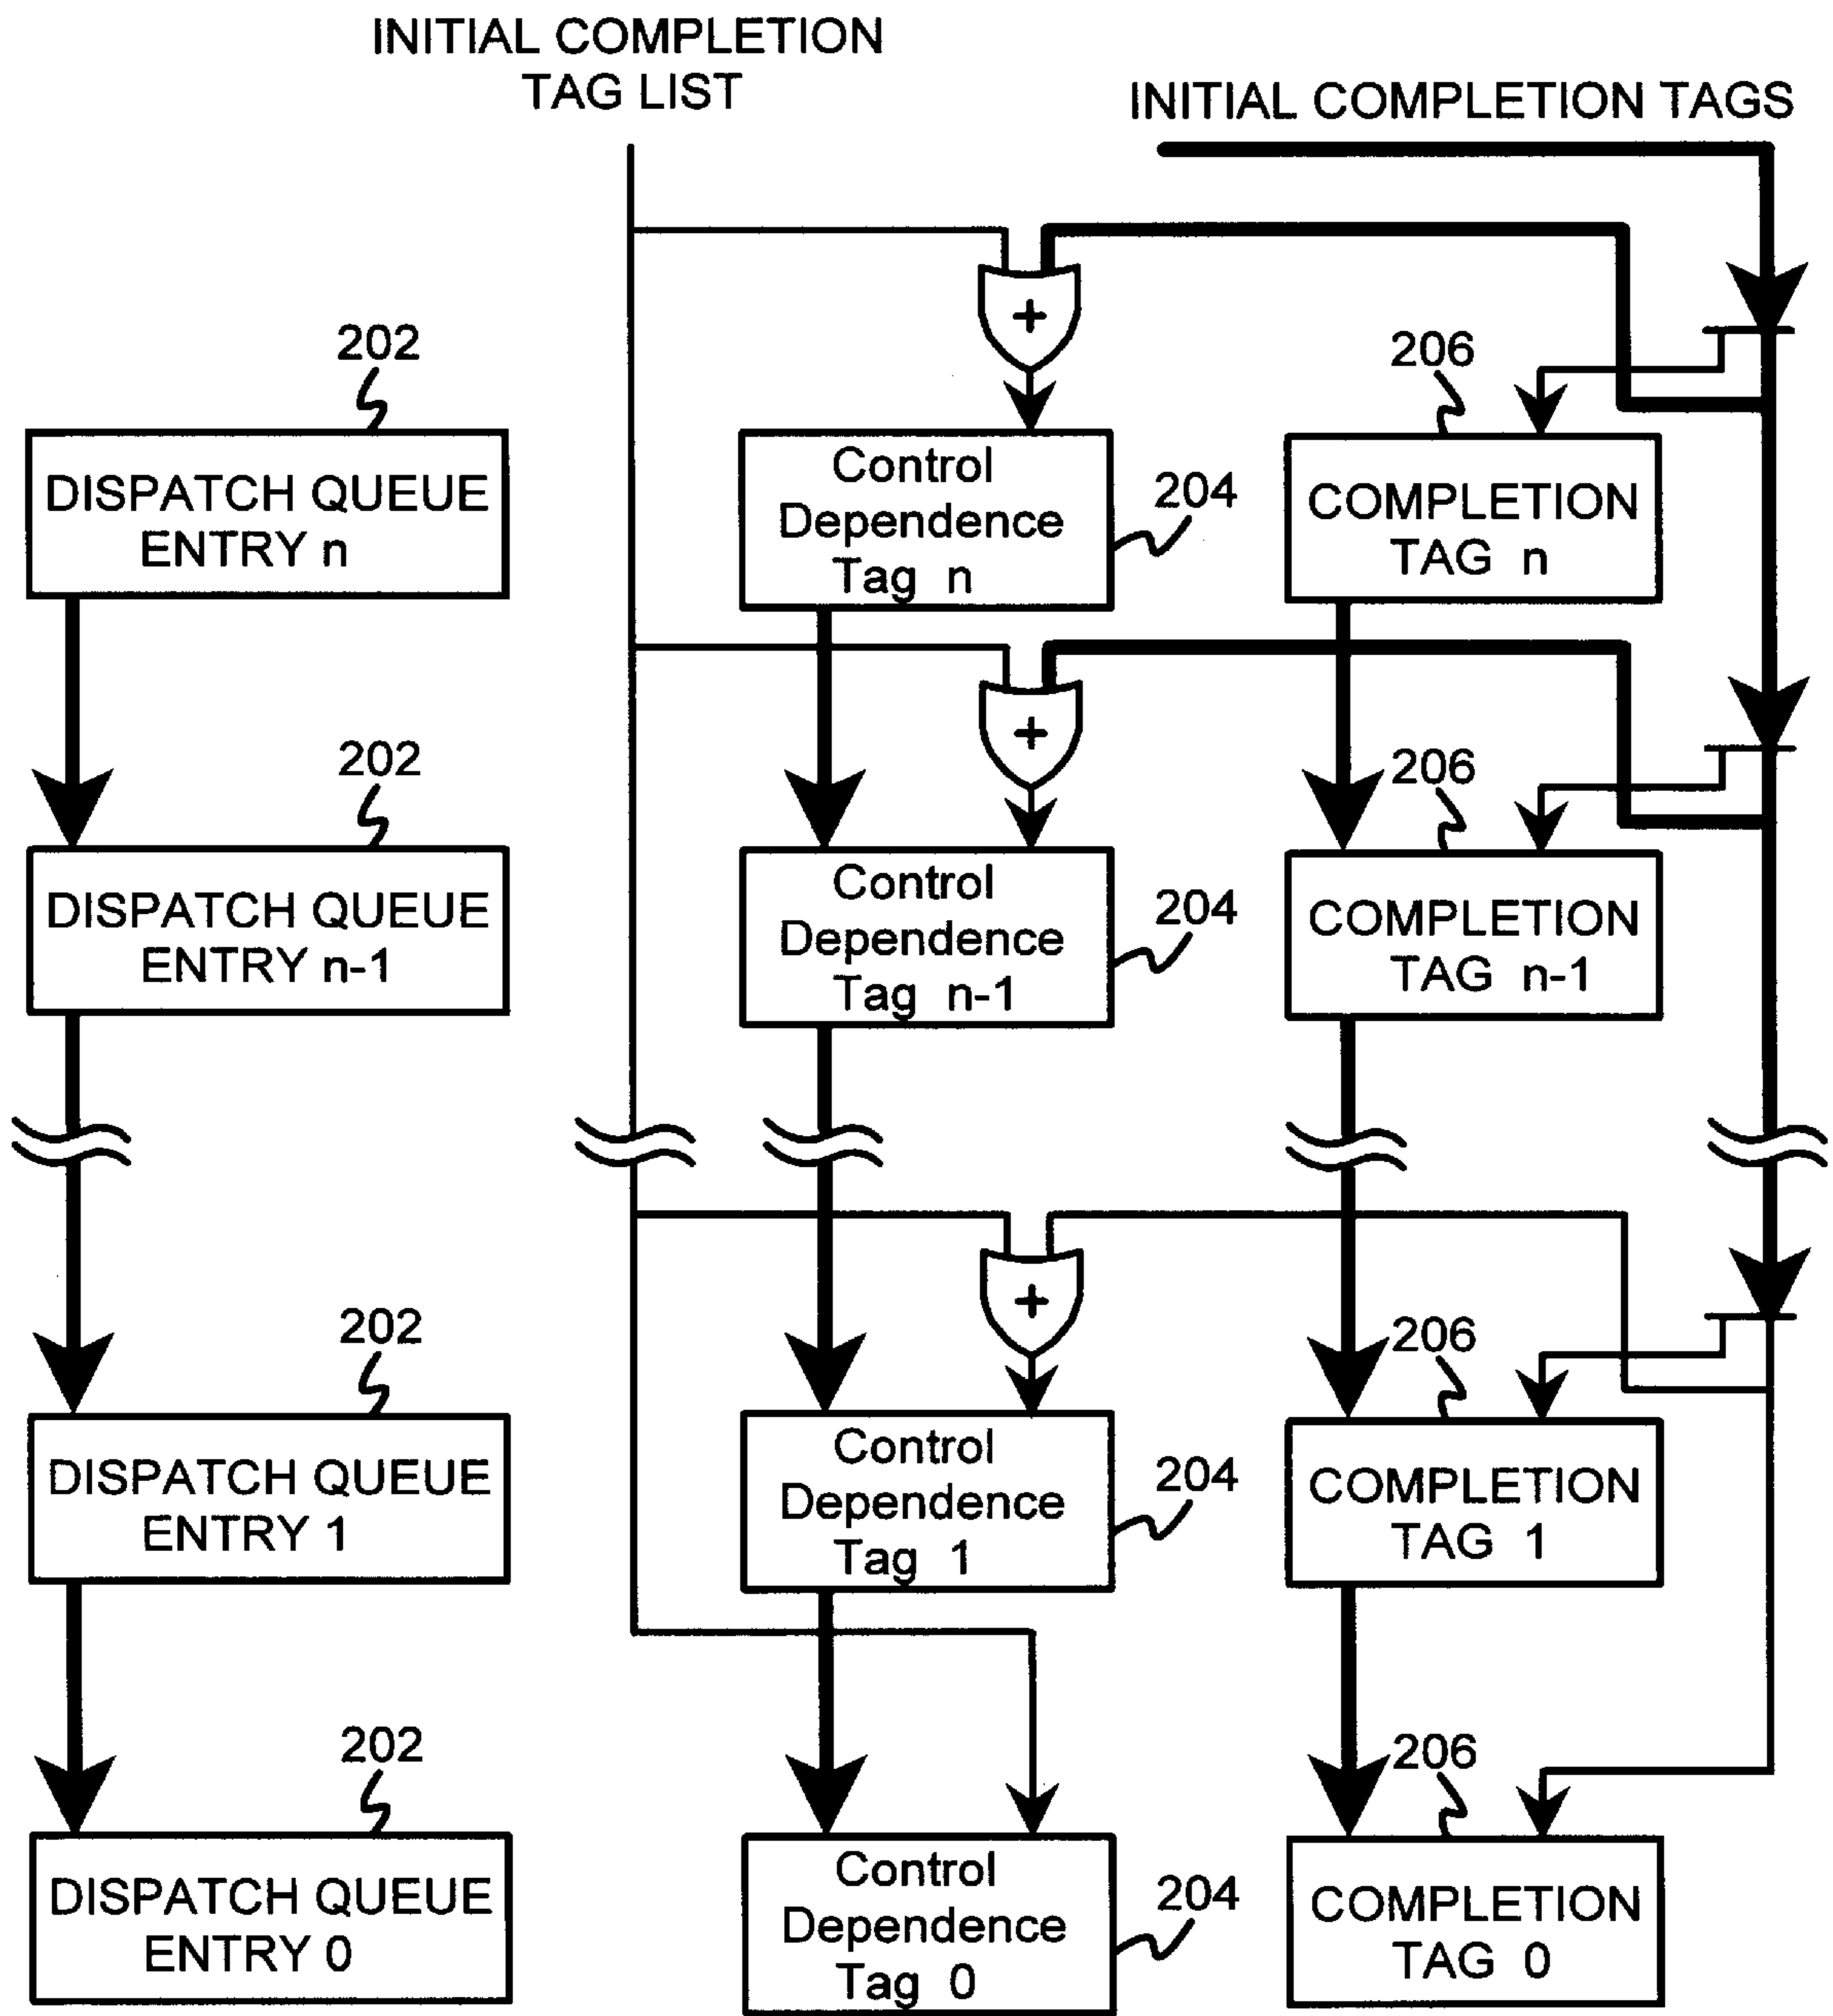 INITIAL COMPLETION
TAG LIST
INITIAL COMPLETION TAGS
+
202
206
DISPATCH QUEUE
ENTRY n
Control
Dependence
Tag n
204
COMPLETION
TAG n
+
202
206
DISPATCH QUEUE
ENTRY n-1
Control
Dependence
Tag n-1
204
COMPLETION
TAG n-1
+
202
206
DISPATCH QUEUE
ENTRY 1
Control
Dependence
Tag 1
204
COMPLETION
TAG 1
202
206
DISPATCH QUEUE
ENTRY 0
Control
Dependence
Tag 0
204
COMPLETION
TAG 0